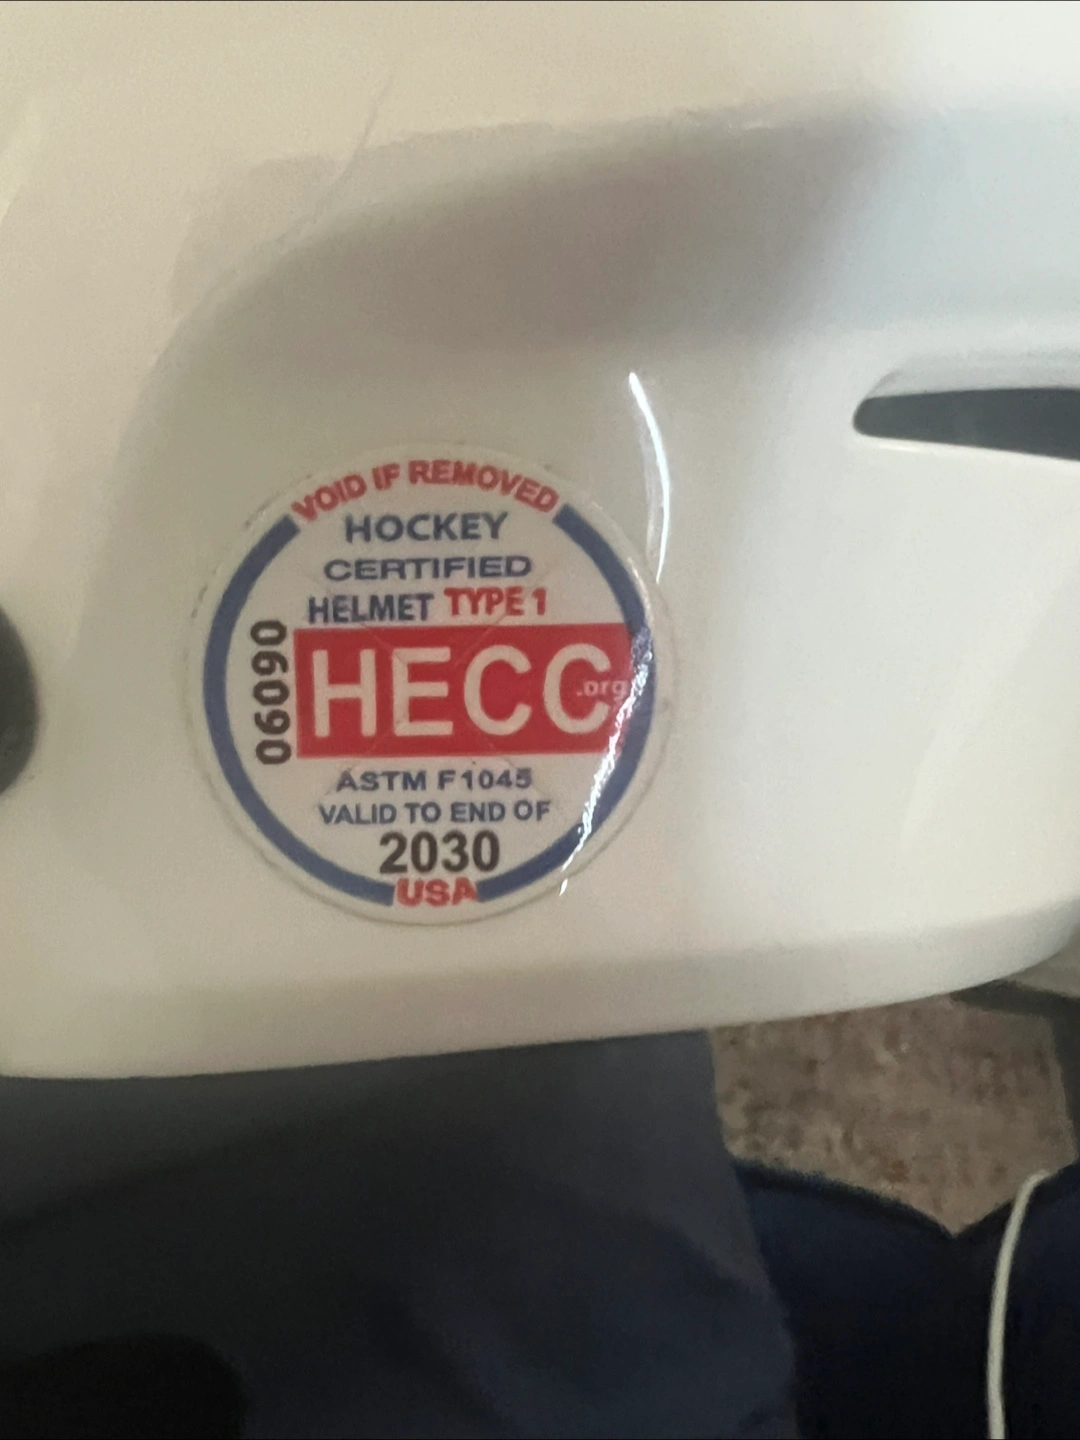 VOID IF REMOVED
HOCKEY
CERTIFIED
HELMET TYPE 1
06090
HECC.org
ASTM F1045
VALID TO END OF
2030
USA